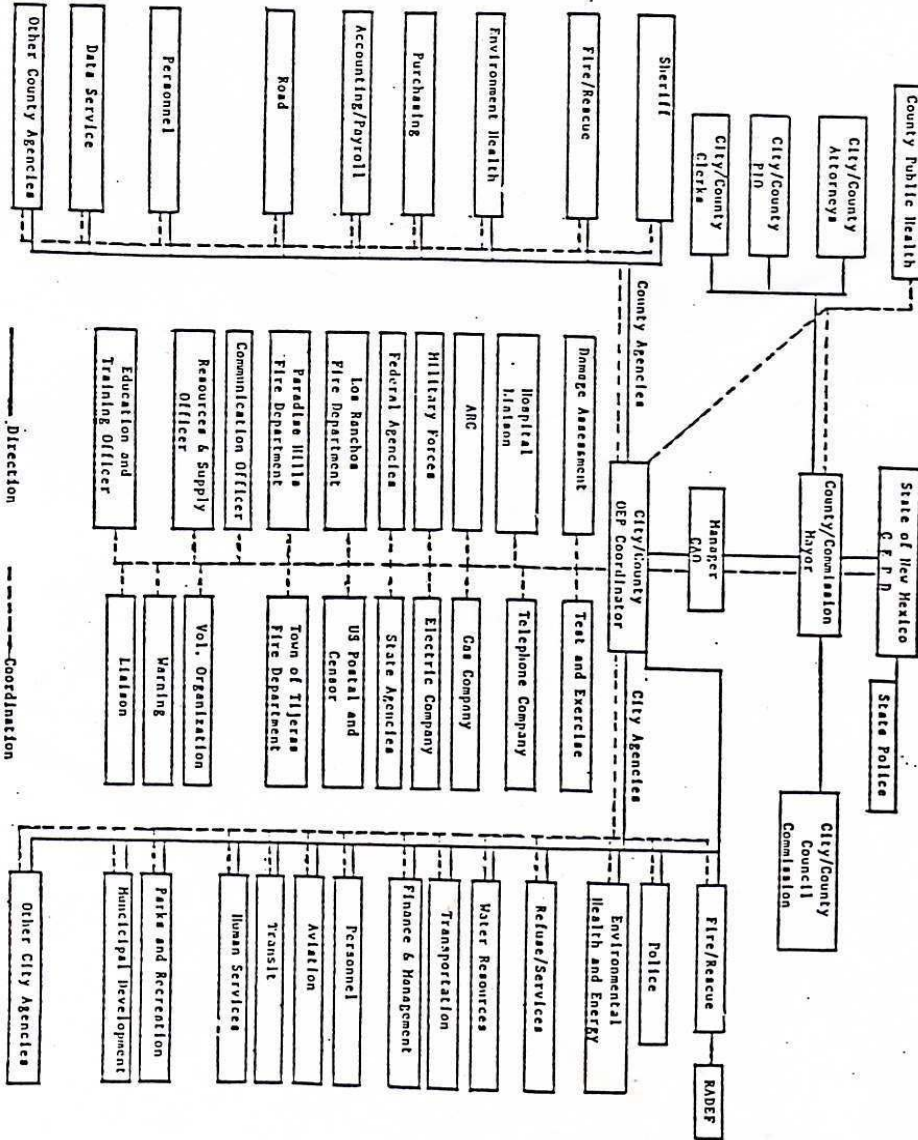 County Public Health
State of New Mexico
C E P D
State Police
City/County
Attorneys
City/County
PIO
City/County
Clerks
County/Commission
Mayor
City/County
Council
Commission
Manager
CAO
City/County
OEP Coordinator
County Agencies
City Agencies
Sheriff
Fire/Rescue
Environment Health
Purchasing
Accounting/Payroll
Road
Personnel
Data Service
Other County Agencies
Damage Assessment
Test and Exercise
Hospital
Liaison
Telephone Company
ARC
Gas Company
Military Forces
Electric Company
Federal Agencies
State Agencies
Los Ranchos
Fire Department
US Postal and
Censor
Paradise Hills
Fire Department
Town of Tijeras
Fire Department
Communication Officer
Resources & Supply
Officer
Vol. Organization
Warning
Education and
Training Officer
Liaison
Fire/Rescue
RADEF
Police
Environmental
Health and Energy
Refuse/Services
Water Resources
Transportation
Finance & Management
Personnel
Aviation
Transit
Human Services
Parks and Recreation
Municipal Development
Other City Agencies
Direction
Coordination